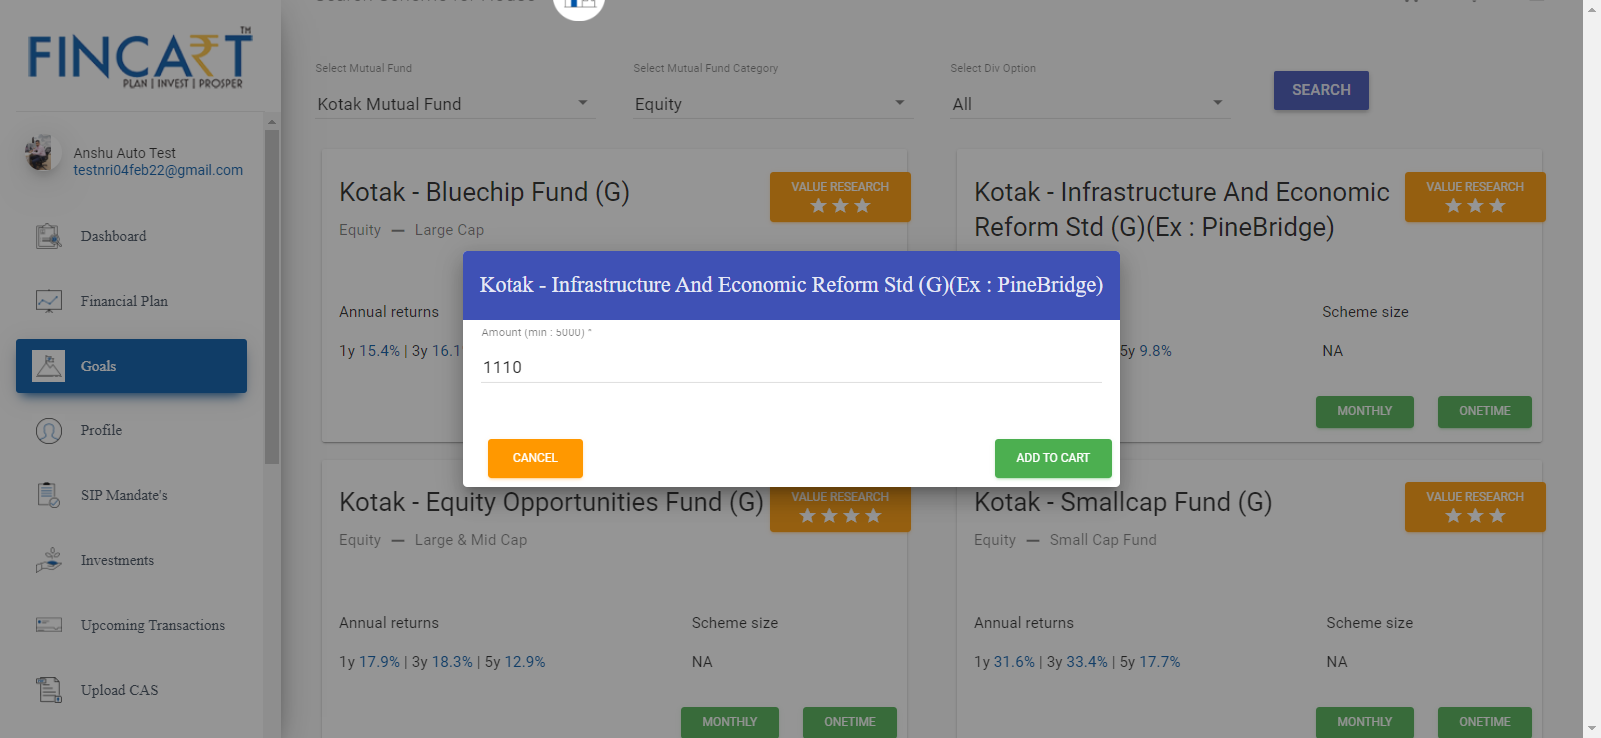 FINCART TM
PLAN | INVEST | PROSPER
Anshu Auto Test
testnri04feb22@gmail.com
Dashboard
Financial Plan
Goals
Profile
SIP Mandate's
Investments
Upcoming Transactions
Upload CAS
Select Mutual Fund
Kotak Mutual Fund
Select Mutual Fund Category
Equity
Select Div Option
All
SEARCH
Kotak - Bluechip Fund (G)
Equity — Large Cap
VALUE RESEARCH
Annual returns
1y 15.4% | 3y 16.1
Kotak - Infrastructure And Economic
Reform Std (G)(Ex : PineBridge)
VALUE RESEARCH
5y 9.8%
Scheme size
NA
MONTHLY
ONETIME
Kotak - Infrastructure And Economic Reform Std (G)(Ex : PineBridge)
Amount (min : 5000) *
1110
CANCEL
ADD TO CART
Kotak - Equity Opportunities Fund (G)
Equity — Large & Mid Cap
VALUE RESEARCH
Annual returns
1y 17.9% | 3y 18.3% | 5y 12.9%
Scheme size
NA
MONTHLY
ONETIME
Kotak - Smallcap Fund (G)
Equity — Small Cap Fund
VALUE RESEARCH
Annual returns
1y 31.6% | 3y 33.4% | 5y 17.7%
Scheme size
NA
MONTHLY
ONETIME